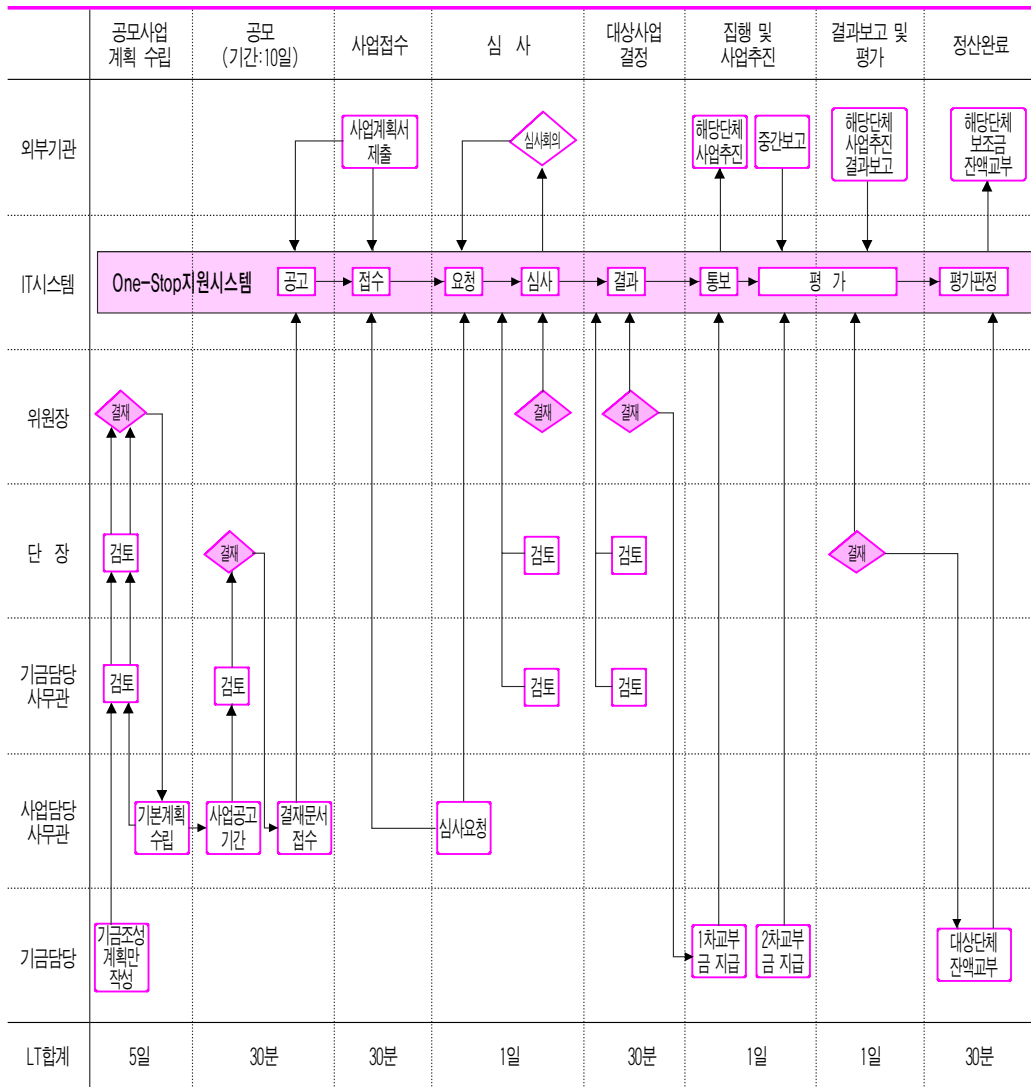 공모사업
계획 수립
공모
(기간:10일)
사업접수
심 사
대상사업
결정
집행 및
사업추진
결과보고 및
평가
정산완료
외부기관
사업계획서
제출
심사회의
해당단체
사업추진
중간보고
해당단체
사업추진
결과보고
해당단체
보조금
잔액교부
IT시스템
One-Stop지원시스템
공고
접수
요청
심사
결과
통보
평 가
평가판정
위원장
결재
결재
결재
단 장
검토
결재
검토
검토
결재
기금담당
사무관
검토
검토
검토
검토
사업담당
사무관
기본계획
수립
사업공고
기간
결재문서
접수
심사요청
기금담당
기금조성
계획만
작성
1차교부
금 지급
2차교부
금 지급
대상단체
잔액교부
LT합계
5일
30분
30분
1일
30분
1일
1일
30분